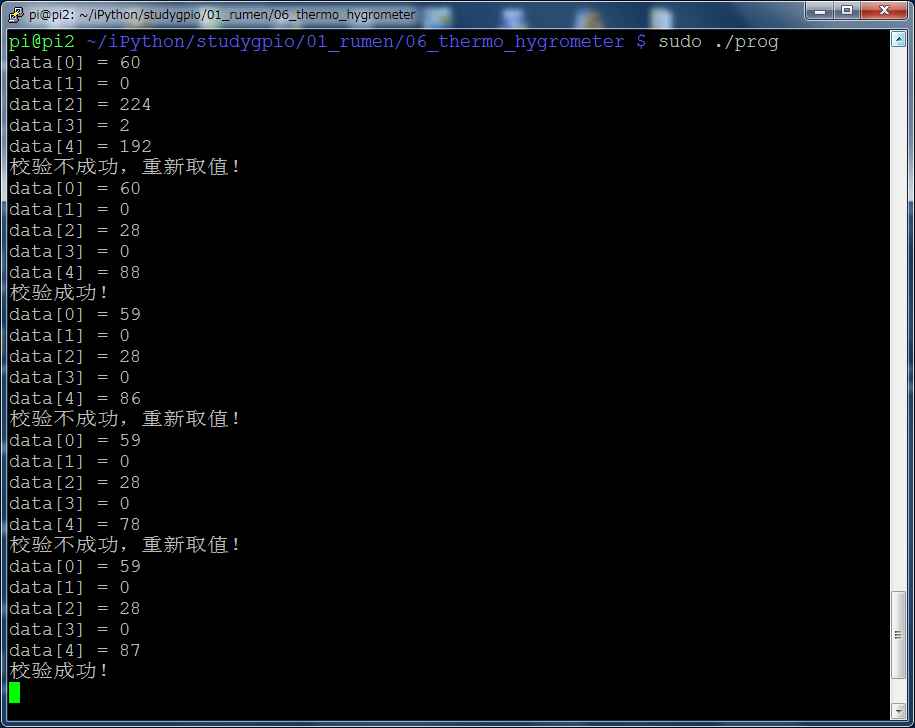 pi@pi2: ~/iPython/studygpio/01_rumen/06_thermo_hygrometer
pi@pi2 ~/iPython/studygpio/01_rumen/06_thermo_hygrometer $ sudo ./prog
data[0] = 60
data[1] = 0
data[2] = 224
data[3] = 2
data[4] = 192
校验不成功，重新取值！
data[0] = 60
data[1] = 0
data[2] = 28
data[3] = 0
data[4] = 88
校验成功！
data[0] = 59
data[1] = 0
data[2] = 28
data[3] = 0
data[4] = 86
校验不成功，重新取值！
data[0] = 59
data[1] = 0
data[2] = 28
data[3] = 0
data[4] = 78
校验不成功，重新取值！
data[0] = 59
data[1] = 0
data[2] = 28
data[3] = 0
data[4] = 87
校验成功！